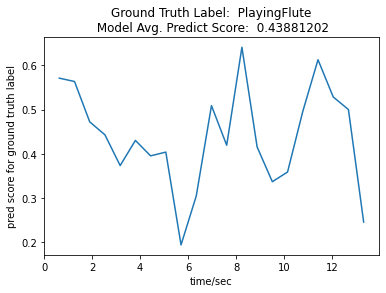 Ground Truth Label:  PlayingFlute
Model Avg. Predict Score:  0.43881202
pred score for ground truth label
0.6
0.5
0.4
0.3
0.2
0 2 4 6 8 10 12
time/sec